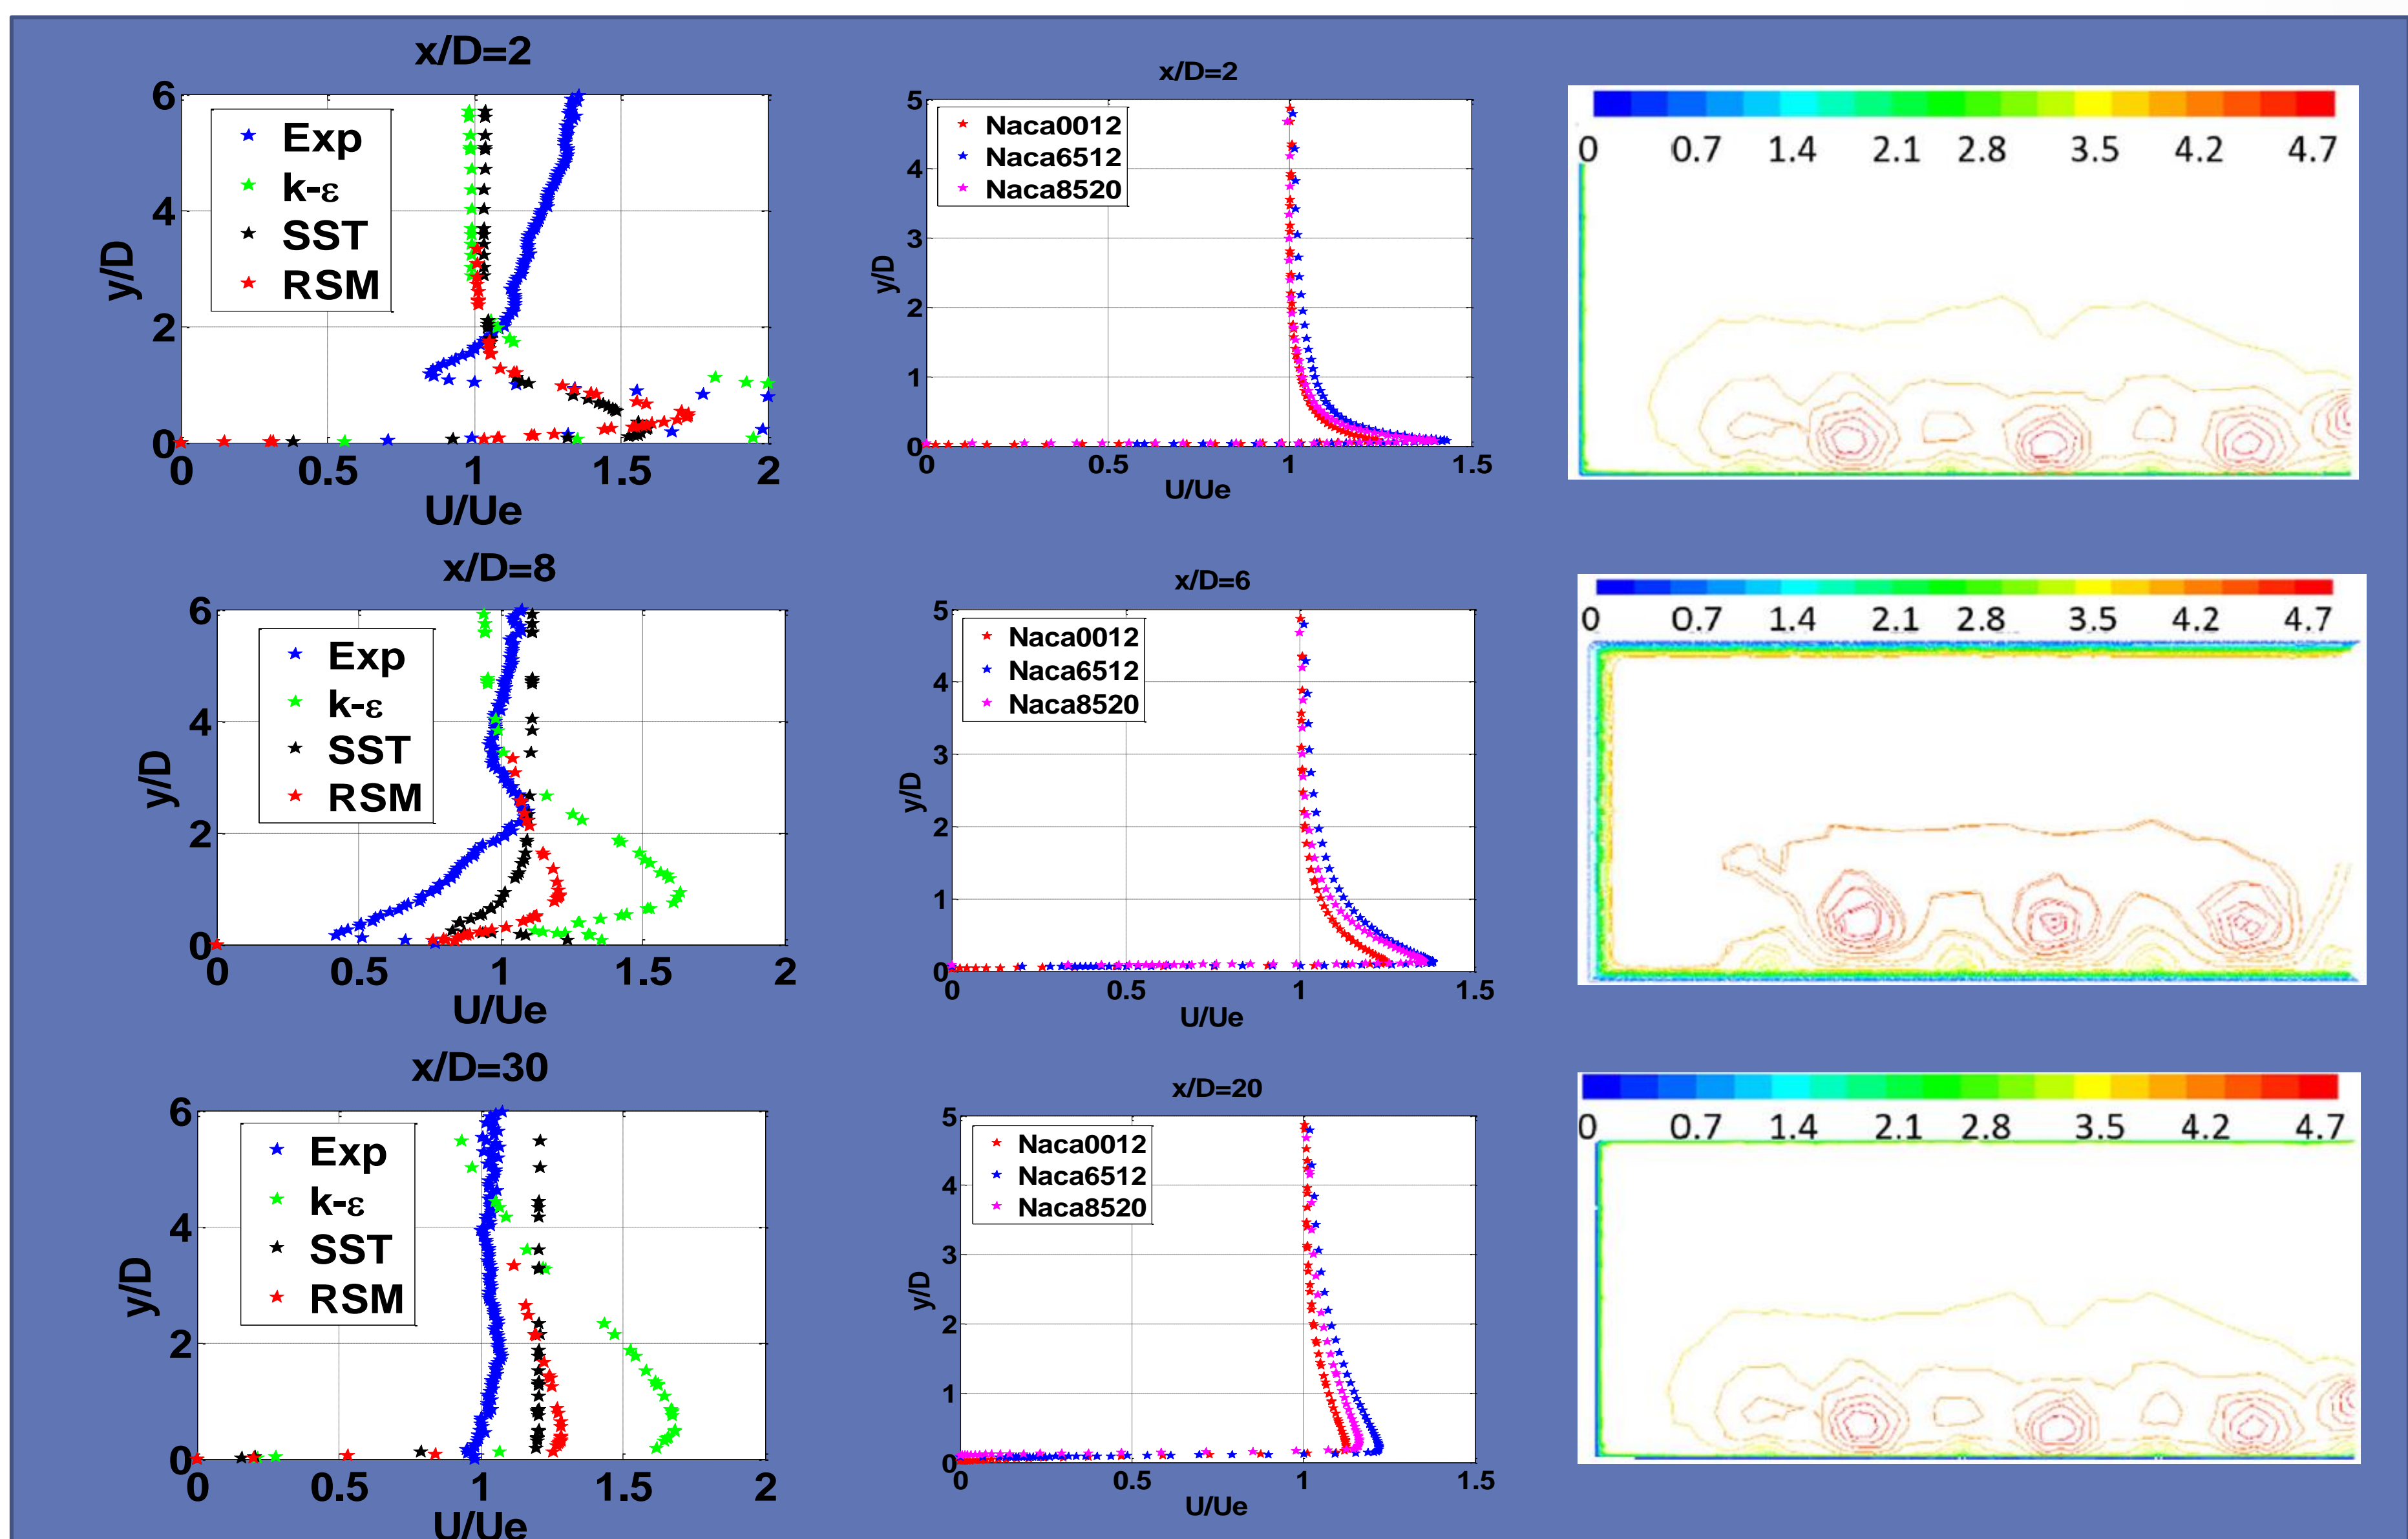 x/D=2
6
4
2
0
y/D
Exp
k-ε
SST
RSM
0 0.5 1 1.5 2
U/Ue
x/D=2
5
4
3
2
1
0
y/D
Naca0012
Naca6512
Naca8520
0 0.5 1 1.5
U/Ue
0 0.7 1.4 2.1 2.8 3.5 4.2 4.7
x/D=8
6
4
2
0
y/D
Exp
k-ε
SST
RSM
0 0.5 1 1.5 2
U/Ue
x/D=6
5
4
3
2
1
0
y/D
Naca0012
Naca6512
Naca8520
0 0.5 1 1.5
U/Ue
0 0.7 1.4 2.1 2.8 3.5 4.2 4.7
x/D=30
6
4
2
0
y/D
Exp
k-ε
SST
RSM
0 0.5 1 1.5 2
U/Ue
x/D=20
5
4
3
2
1
0
y/D
Naca0012
Naca6512
Naca8520
0 0.5 1 1.5
U/Ue
0 0.7 1.4 2.1 2.8 3.5 4.2 4.7